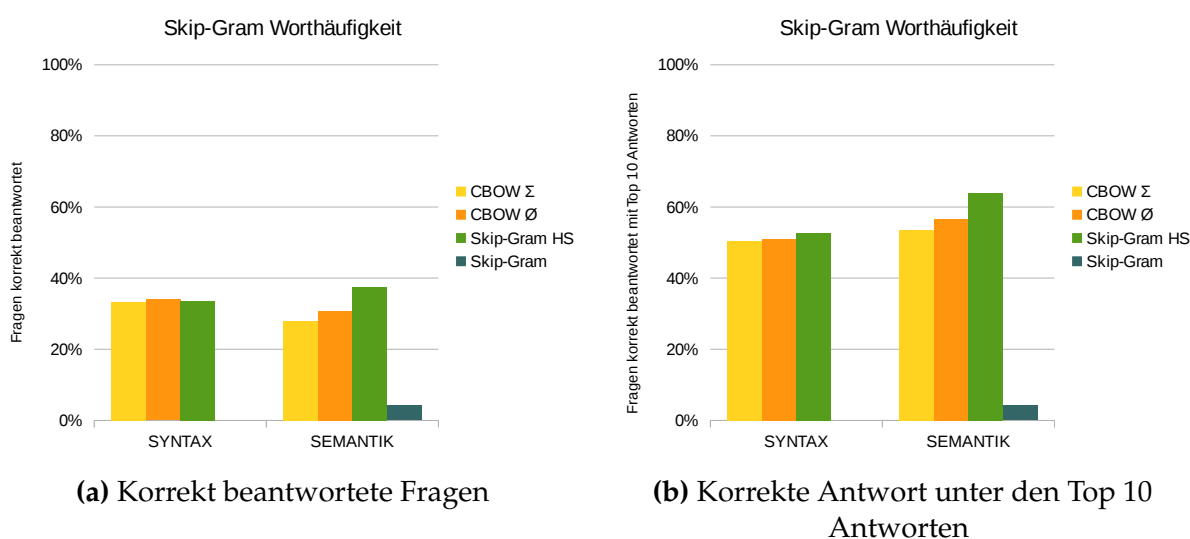 Skip-Gram Worthäufigkeit
Fragen korrekt beantwortet
100%
80%
60%
40%
20%
0%
SYNTAX
SEMANTIK
CBOW Σ
CBOW Ø
Skip-Gram HS
Skip-Gram
(a) Korrekt beantwortete Fragen
Skip-Gram Worthäufigkeit
Fragen korrekt beantwortet mit Top 10 Antworten
100%
80%
60%
40%
20%
0%
SYNTAX
SEMANTIK
CBOW Σ
CBOW Ø
Skip-Gram HS
Skip-Gram
(b) Korrekte Antwort unter den Top 10
Antworten